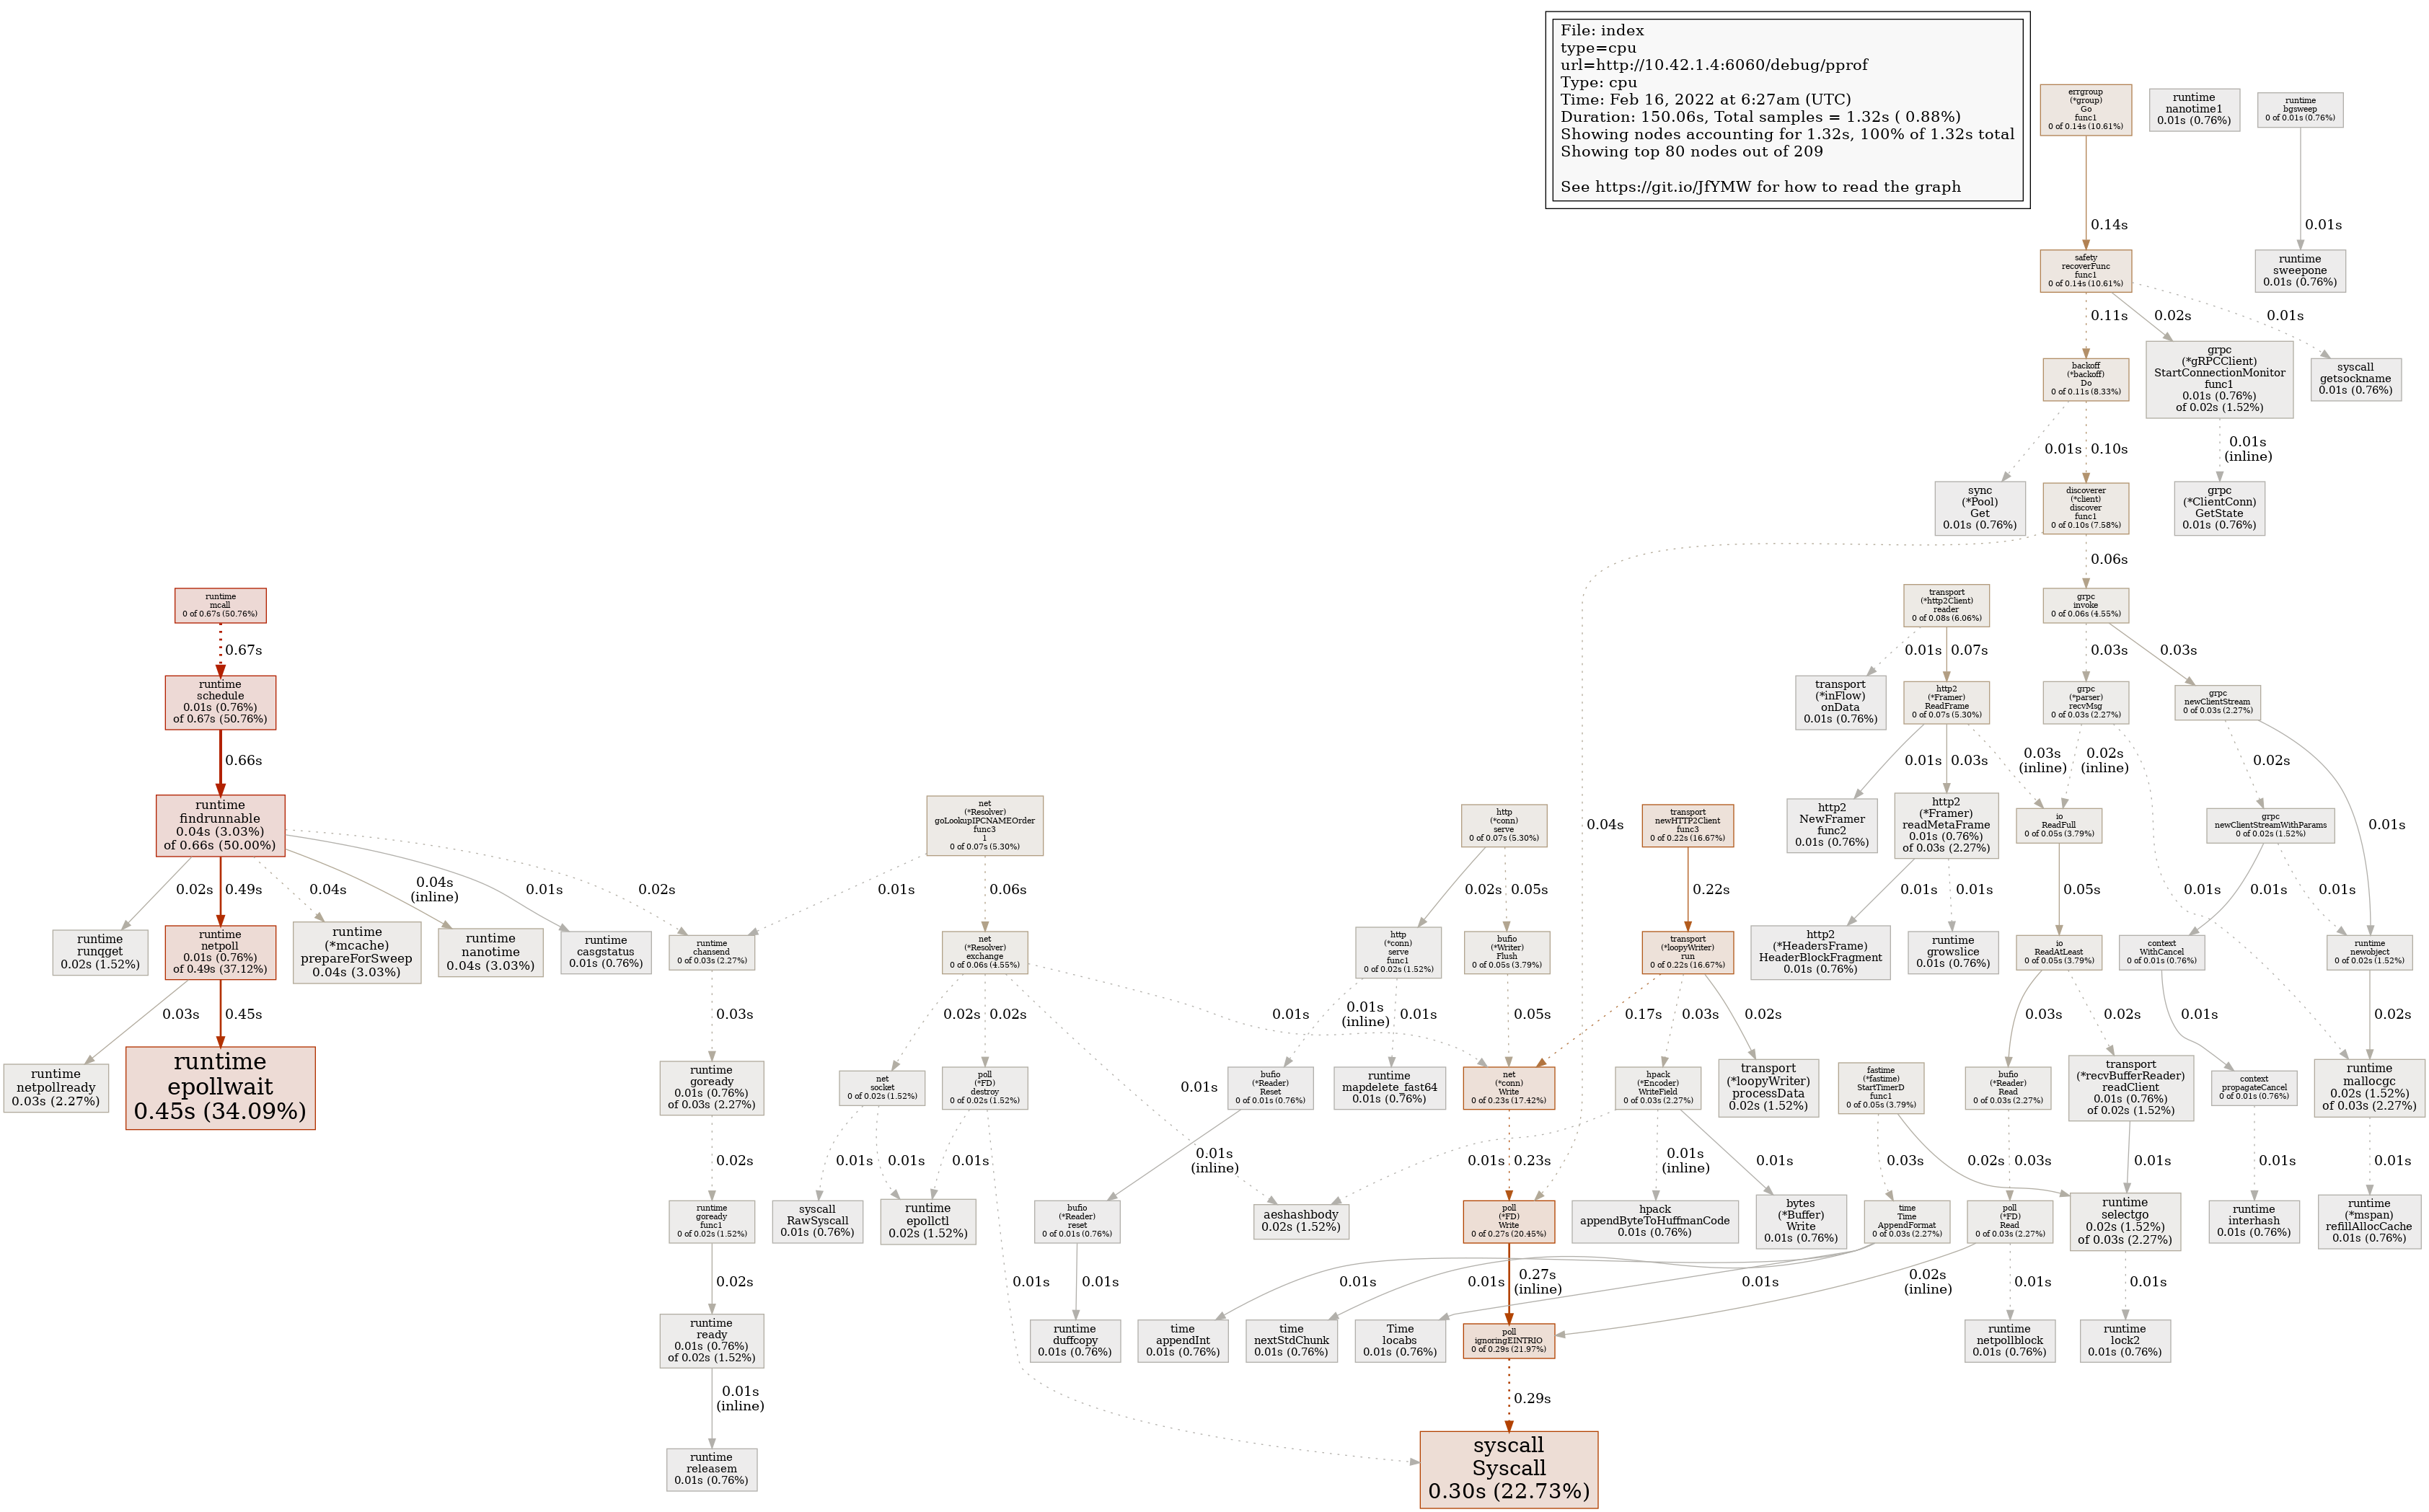 File: index
type=cpu
url=http://10.42.1.4:6060/debug/pprof
Type: cpu
Time: Feb 16, 2022 at 6:27am (UTC)
Duration: 150.06s, Total samples = 1.32s ( 0.88%)
Showing nodes accounting for 1.32s, 100% of 1.32s total
Showing top 80 nodes out of 209
See https://git.io/JfYMW for how to read the graph
errgroup
(*group)
Go
func1
0 of 0.14s (10.61%)
runtime
nanotime1
0.01s (0.76%)
runtime
bgsweep
0 of 0.01s (0.76%)
0.14s
0.01s
safety
recoverFunc
func1
0 of 0.14s (10.61%)
runtime
sweepone
0.01s (0.76%)
0.11s
0.02s
0.01s
backoff
(*backoff)
Do
0 of 0.11s (8.33%)
grpc
(*gRPCClient)
StartConnectionMonitor
func1
0.01s (0.76%)
of 0.02s (1.52%)
syscall
getsockname
0.01s (0.76%)
0.01s
0.10s
0.01s
(inline)
sync
(*Pool)
Get
0.01s (0.76%)
discoverer
(*client)
discover
func1
0 of 0.10s (7.58%)
grpc
(*ClientConn)
GetState
0.01s (0.76%)
0.06s
runtime
mcall
0 of 0.67s (50.76%)
transport
(*http2Client)
reader
0 of 0.08s (6.06%)
grpc
invoke
0 of 0.06s (4.55%)
0.67s
0.01s
0.07s
0.03s
0.03s
runtime
schedule
0.01s (0.76%)
of 0.67s (50.76%)
transport
(*inFlow)
onData
0.01s (0.76%)
http2
(*Framer)
ReadFrame
0 of 0.07s (5.30%)
grpc
(*parser)
recvMsg
0 of 0.03s (2.27%)
grpc
newClientStream
0 of 0.03s (2.27%)
0.66s
0.01s
0.03s
0.03s
(inline)
0.02s
(inline)
0.02s
runtime
findrunnable
0.04s (3.03%)
of 0.66s (50.00%)
net
(*Resolver)
goLookupIPCNAMEOrder
func3
1
0 of 0.07s (5.30%)
http
(*conn)
serve
0 of 0.07s (5.30%)
transport
newHTTP2Client
func3
0 of 0.22s (16.67%)
http2
NewFramer
func2
0.01s (0.76%)
http2
(*Framer)
readMetaFrame
0.01s (0.76%)
of 0.03s (2.27%)
io
ReadFull
0 of 0.05s (3.79%)
grpc
newClientStreamWithParams
0 of 0.02s (1.52%)
0.04s
0.01s
0.02s
0.49s
0.04s
0.04s
(inline)
0.01s
0.02s
0.01s
0.06s
0.02s
0.05s
0.22s
0.01s
0.01s
0.05s
0.01s
0.01s
0.01s
runtime
runqget
0.02s (1.52%)
runtime
netpoll
0.01s (0.76%)
of 0.49s (37.12%)
runtime
(*mcache)
prepareForSweep
0.04s (3.03%)
runtime
nanotime
0.04s (3.03%)
runtime
casgstatus
0.01s (0.76%)
runtime
chansend
0 of 0.03s (2.27%)
net
(*Resolver)
exchange
0 of 0.06s (4.55%)
http
(*conn)
serve
func1
0 of 0.02s (1.52%)
bufio
(*Writer)
Flush
0 of 0.05s (3.79%)
transport
(*loopyWriter)
run
0 of 0.22s (16.67%)
http2
(*HeadersFrame)
HeaderBlockFragment
0.01s (0.76%)
runtime
growslice
0.01s (0.76%)
io
ReadAtLeast
0 of 0.05s (3.79%)
context
WithCancel
0 of 0.01s (0.76%)
runtime
newobject
0 of 0.02s (1.52%)
0.03s
0.45s
0.03s
0.02s
0.02s
0.01s
0.01s
(inline)
0.01s
0.05s
0.17s
0.03s
0.02s
0.03s
0.02s
0.01s
0.02s
runtime
netpollready
0.03s (2.27%)
runtime
epollwait
0.45s (34.09%)
runtime
goready
0.01s (0.76%)
of 0.03s (2.27%)
net
socket
0 of 0.02s (1.52%)
poll
(*FD)
destroy
0 of 0.02s (1.52%)
0.01s
(inline)
bufio
(*Reader)
Reset
0 of 0.01s (0.76%)
runtime
mapdelete_fast64
0.01s (0.76%)
net
(*conn)
Write
0 of 0.23s (17.42%)
hpack
(*Encoder)
WriteField
0 of 0.03s (2.27%)
transport
(*loopyWriter)
processData
0.02s (1.52%)
fastime
(*fastime)
StartTimerD
func1
0 of 0.05s (3.79%)
bufio
(*Reader)
Read
0 of 0.03s (2.27%)
transport
(*recvBufferReader)
readClient
0.01s (0.76%)
of 0.02s (1.52%)
context
propagateCancel
0 of 0.01s (0.76%)
runtime
mallocgc
0.02s (1.52%)
of 0.03s (2.27%)
0.02s
0.01s
0.01s
0.01s
0.01s
0.01s
(inline)
0.01s
0.23s
0.01s
(inline)
0.01s
0.03s
0.02s
0.03s
0.01s
0.01s
0.01s
runtime
goready
func1
0 of 0.02s (1.52%)
syscall
RawSyscall
0.01s (0.76%)
runtime
epollctl
0.02s (1.52%)
bufio
(*Reader)
reset
0 of 0.01s (0.76%)
aeshashbody
0.02s (1.52%)
poll
(*FD)
Write
0 of 0.27s (20.45%)
hpack
appendByteToHuffmanCode
0.01s (0.76%)
bytes
(*Buffer)
Write
0.01s (0.76%)
time
Time
AppendFormat
0 of 0.03s (2.27%)
poll
(*FD)
Read
0 of 0.03s (2.27%)
runtime
selectgo
0.02s (1.52%)
of 0.03s (2.27%)
runtime
interhash
0.01s (0.76%)
runtime
(*mspan)
refillAllocCache
0.01s (0.76%)
0.02s
0.01s
0.01s
0.01s
0.01s
0.27s
(inline)
0.01s
0.02s
(inline)
0.01s
0.01s
runtime
ready
0.01s (0.76%)
of 0.02s (1.52%)
runtime
duffcopy
0.01s (0.76%)
time
appendInt
0.01s (0.76%)
time
nextStdChunk
0.01s (0.76%)
Time
locabs
0.01s (0.76%)
poll
ignoringEINTRIO
0 of 0.29s (21.97%)
runtime
netpollblock
0.01s (0.76%)
runtime
lock2
0.01s (0.76%)
0.01s
(inline)
0.29s
runtime
releasem
0.01s (0.76%)
syscall
Syscall
0.30s (22.73%)